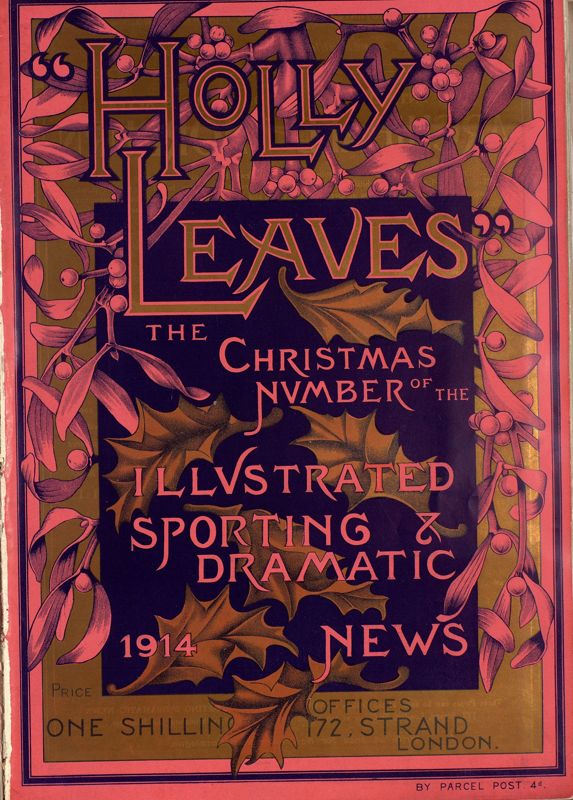 "HOLLY
LEAVES"
THE
CHRISTMAS
NVMBER OF THE
ILLVSTRATED
SPORTING &
DRAMATIC
1914 NEWS
PRICE
ONE SHILLING
OFFICES
172, STRAND
LONDON.
BY PARCEL POST 4d.